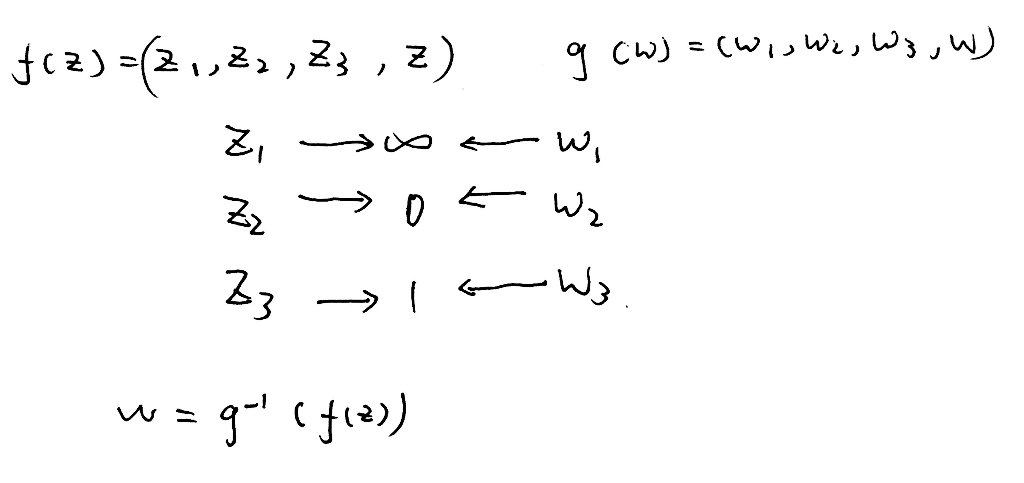 f(z) = (z₁, z₂, z₃, z) g(w) = (w₁, w₂, w₃, w)
z₁ → ∞ ← w₁
z₂ → 0 ← w₂
z₃ → 1 ← w₃.
w = g⁻¹(f(z))